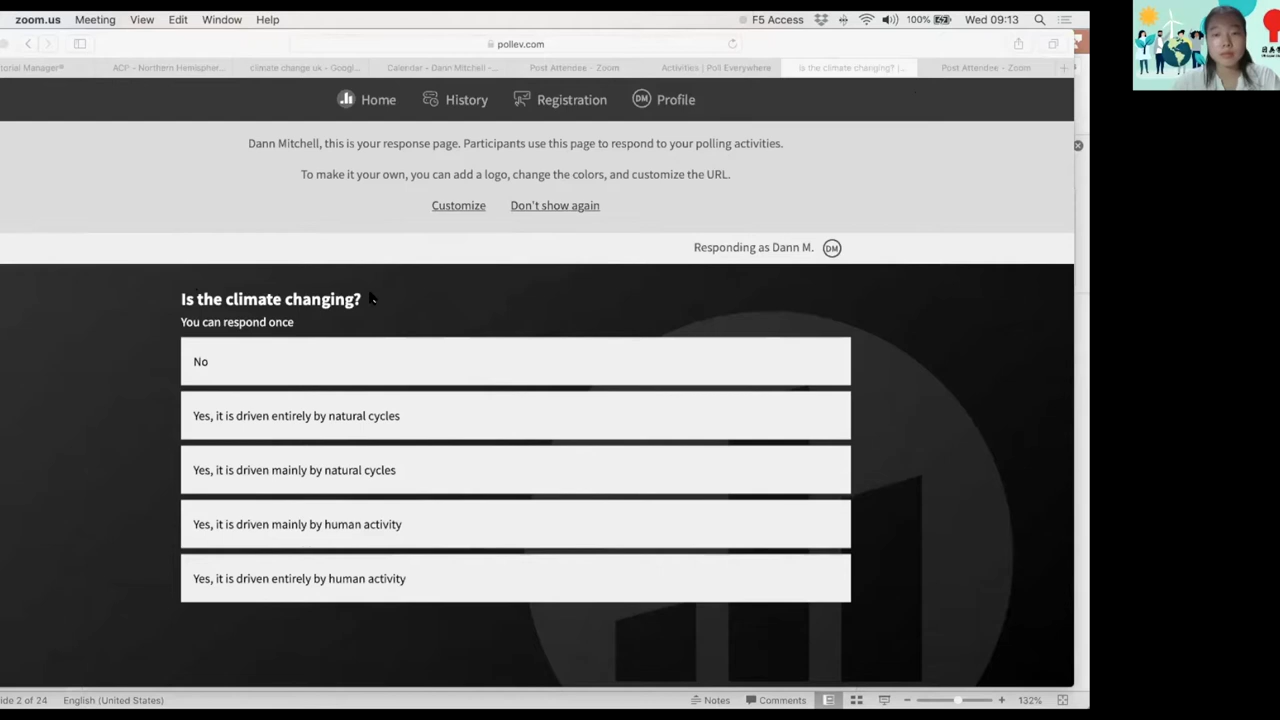 zoom.us Meeting View Edit Window Help F5 Access 100% Wed 09:13
pollev.com
torial Manager® ACP - Northern Hemispher... climate change uk - Googl... Calendar - Dann Mitchell -... Post Attendee - Zoom Activities | Poll Everywhere Is the climate changing? |... Post Attendee - Zoom
Home History Registration DM Profile
Dann Mitchell, this is your response page. Participants use this page to respond to your polling activities.
To make it your own, you can add a logo, change the colors, and customize the URL.
Customize Don't show again
Responding as Dann M. DM
Is the climate changing?
You can respond once
No
Yes, it is driven entirely by natural cycles
Yes, it is driven mainly by natural cycles
Yes, it is driven mainly by human activity
Yes, it is driven entirely by human activity
lide 2 of 24 English (United States) Notes Comments 132%